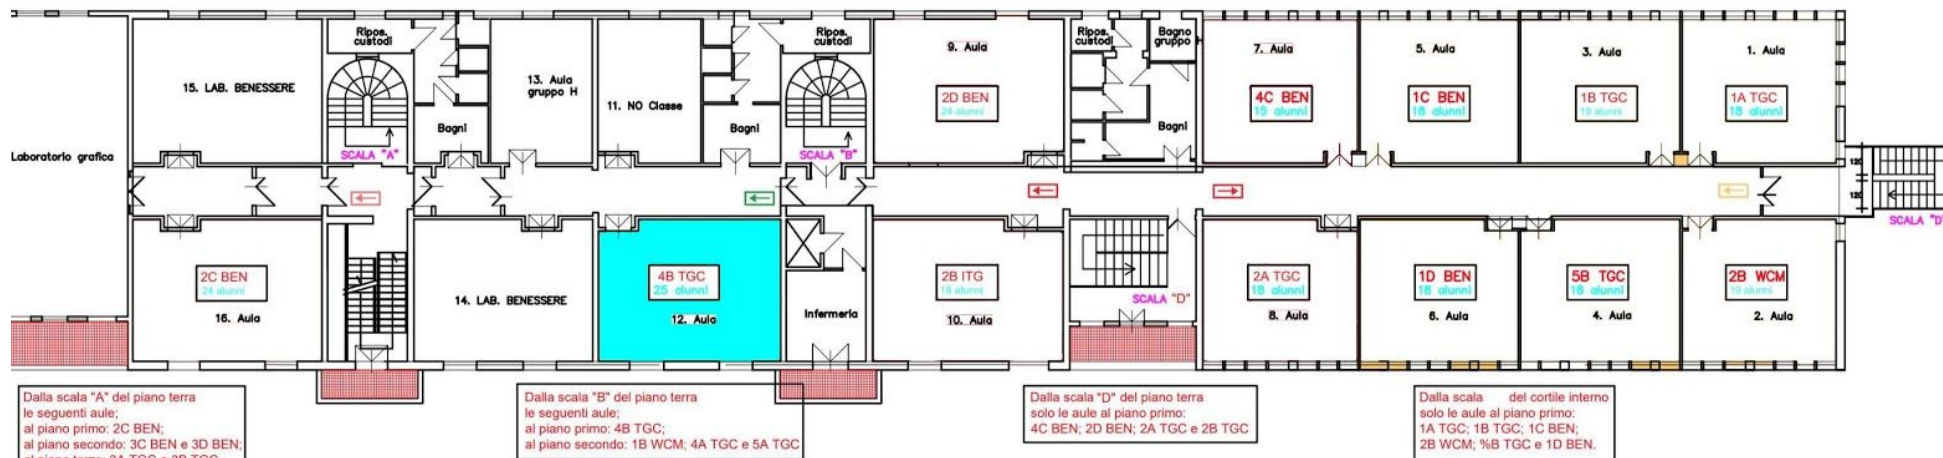 Ripos.
custodi
Ripos.
custodi
Ripos.
custodi
Bagno
gruppo
9. Aula
7. Aula
5. Aula
3. Aula
1. Aula
15. LAB. BENESSERE
13. Aula
gruppo H
11. NO Classe
2D BEN
24 alunni
4C BEN
15 alunni
1C BEN
18 alunni
1B TGC
19 alunni
1A TGC
18 alunni
Bagni
Bagni
Bagni
Laboratorio grafica
SCALA "A"
SCALA "B"
120
120
SCALA "D"
2C BEN
24 alunni
16. Aula
14. LAB. BENESSERE
4B TGC
25 alunni
12. Aula
Infermeria
2B ITG
18 alunni
10. Aula
SCALA "D"
2A TGC
18 alunni
8. Aula
1D BEN
18 alunni
6. Aula
5B TGC
16 alunni
4. Aula
2B WCM
19 alunni
2. Aula
Dalla scala "A" del piano terra
le seguenti aule;
al piano primo: 2C BEN;
al piano secondo: 3C BEN e 3D BEN;
Dalla scala "B" del piano terra
le seguenti aule;
al piano primo: 4B TGC;
al piano secondo: 1B WCM; 4A TGC e 5A TGC
Dalla scala "D" del piano terra
solo le aule al piano primo:
4C BEN; 2D BEN; 2A TGC e 2B TGC
Dalla scala del cortile interno
solo le aule al piano primo:
1A TGC; 1B TGC; 1C BEN;
2B WCM; %B TGC e 1D BEN.